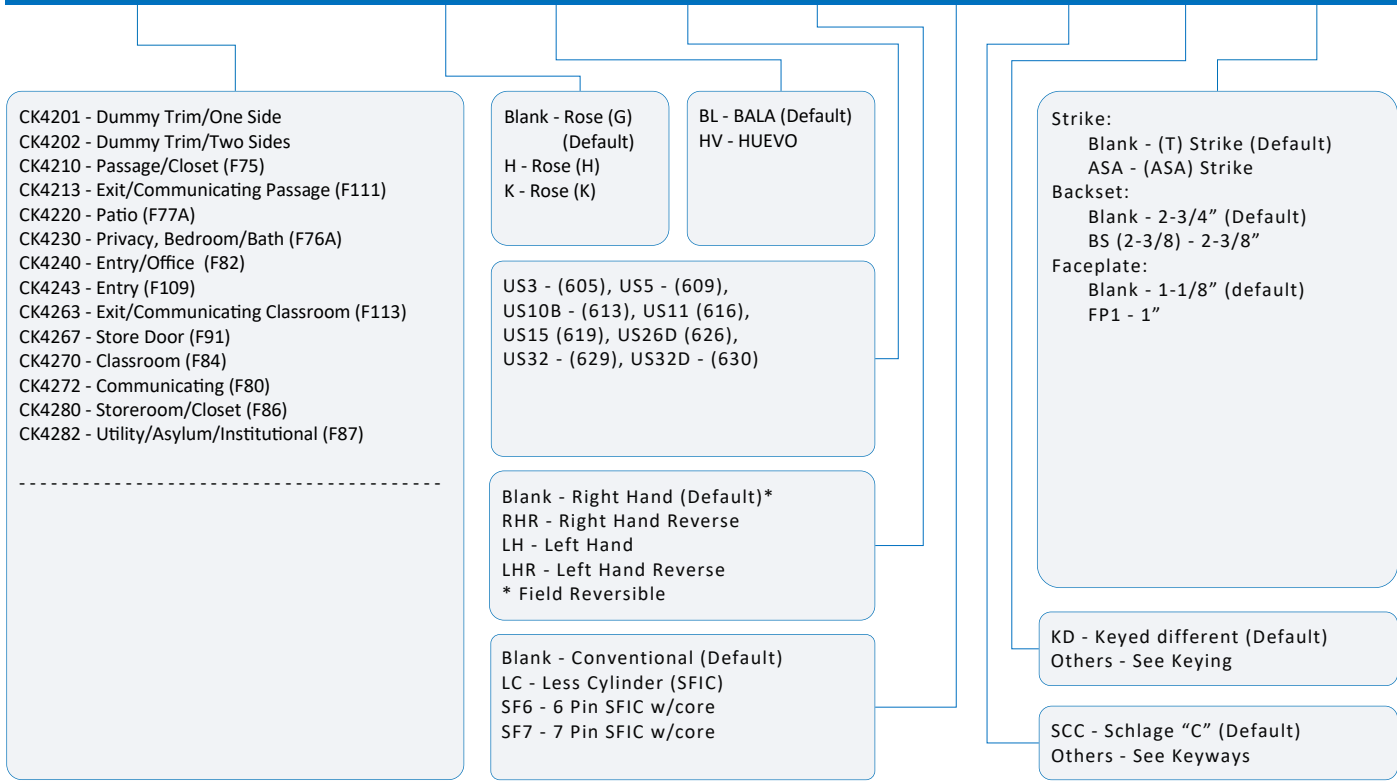 CK4201 - Dummy Trim/One Side
CK4202 - Dummy Trim/Two Sides
CK4210 - Passage/Closet (F75)
CK4213 - Exit/Communicating Passage (F111)
CK4220 - Patio (F77A)
CK4230 - Privacy, Bedroom/Bath (F76A)
CK4240 - Entry/Office  (F82)
CK4243 - Entry (F109)
CK4263 - Exit/Communicating Classroom (F113)
CK4267 - Store Door (F91)
CK4270 - Classroom (F84)
CK4272 - Communicating (F80)
CK4280 - Storeroom/Closet (F86)
CK4282 - Utility/Asylum/Institutional (F87)
- - - - - - - - - - - - - - - - - - - - - - - - - - - - - - - - - - - - - - - -
Blank - Rose (G)
(Default)
H - Rose (H)
K - Rose (K)
BL - BALA (Default)
HV - HUEVO
US3 - (605), US5 - (609),
US10B - (613), US11 (616),
US15 (619), US26D (626),
US32 - (629), US32D - (630)
Blank - Right Hand (Default)*
RHR - Right Hand Reverse
LH - Left Hand
LHR - Left Hand Reverse
* Field Reversible
Blank - Conventional (Default)
LC - Less Cylinder (SFIC)
SF6 - 6 Pin SFIC w/core
SF7 - 7 Pin SFIC w/core
Strike:
Blank - (T) Strike (Default)
ASA - (ASA) Strike
Backset:
Blank - 2-3/4” (Default)
BS (2-3/8) - 2-3/8”
Faceplate:
Blank - 1-1/8” (default)
FP1 - 1”
KD - Keyed different (Default)
Others - See Keying
SCC - Schlage “C” (Default)
Others - See Keyways